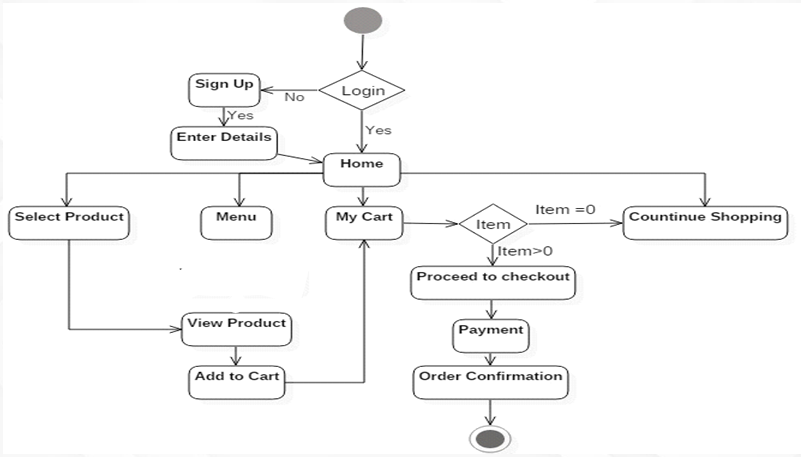 Login
Sign Up
No
Yes
Yes
Enter Details
Home
Select Product
Menu
My Cart
Item
Item =0
Countinue Shopping
Item>0
Proceed to checkout
View Product
Payment
Add to Cart
Order Confirmation